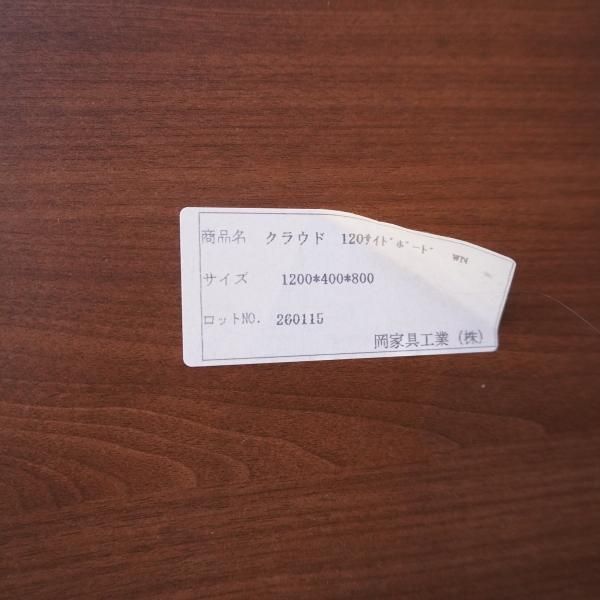 商品名 クラウド 120ｻｲﾄﾞﾎﾞｰﾄﾞ WN
サイズ 1200*400*800
ロットNO. 260115
岡家具工業（株）